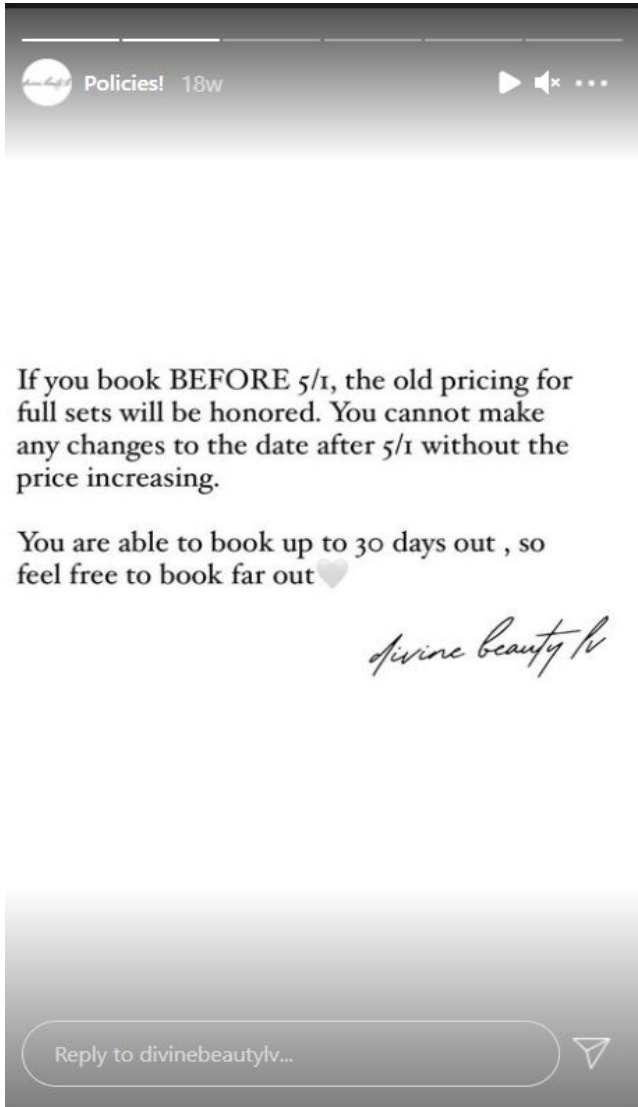 Policies! 18w
If you book BEFORE 5/1, the old pricing for
full sets will be honored. You cannot make
any changes to the date after 5/1 without the
price increasing.
You are able to book up to 30 days out , so
feel free to book far out🤍
divine beauty lv
Reply to divinebeautylv...